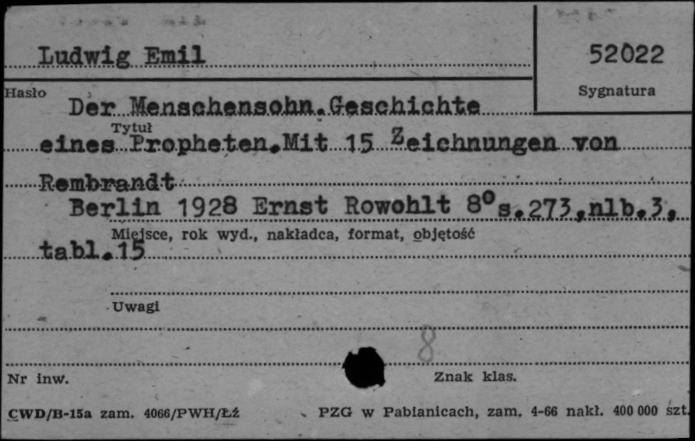 Ludwig Emil
52022
Hasło
Sygnatura
Der Menschensohn.Geschichte
Tytuł
eines Propheten.Mit 15 Zeichnungen von
Rembrandt
Berlin 1928 Ernst Rowohlt 8° s.273,nlb.3,
Miejsce, rok wyd., nakładca, format, objętość
tabl.15
Uwagi
8
Nr inw.
Znak klas.
CWD/B-15a zam. 4066/PWH/ŁŻ
PZG w Pabianicach, zam. 4-66 nakł. 400 000 szt.